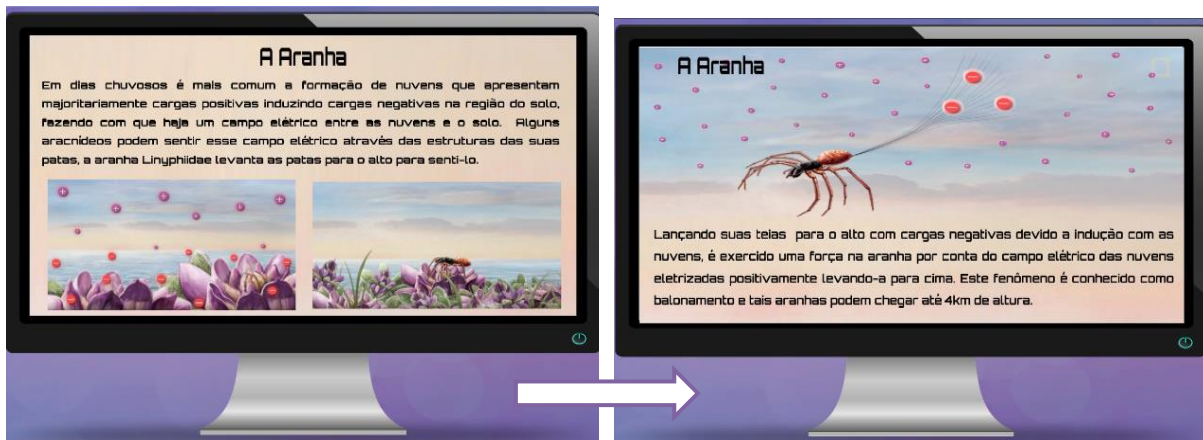 A Aranha
Em dias chuvosos é mais comum a formação de nuvens que apresentam
majoritariamente cargas positivas induzindo cargas negativas na região do solo,
fazendo com que haja um campo elétrico entre as nuvens e o solo. Alguns
aracnídeos podem sentir esse campo elétrico através das estruturas das suas
patas, a aranha Linyphiidae levanta as patas para o alto para senti-lo.
A Aranha
Lançando suas teias para o alto com cargas negativas devido a indução com as
nuvens, é exercido uma força na aranha por conta do campo elétrico das nuvens
eletrizadas positivamente levando-a para cima. Este fenômeno é conhecido como
balonamento e tais aranhas podem chegar até 4km de altura.